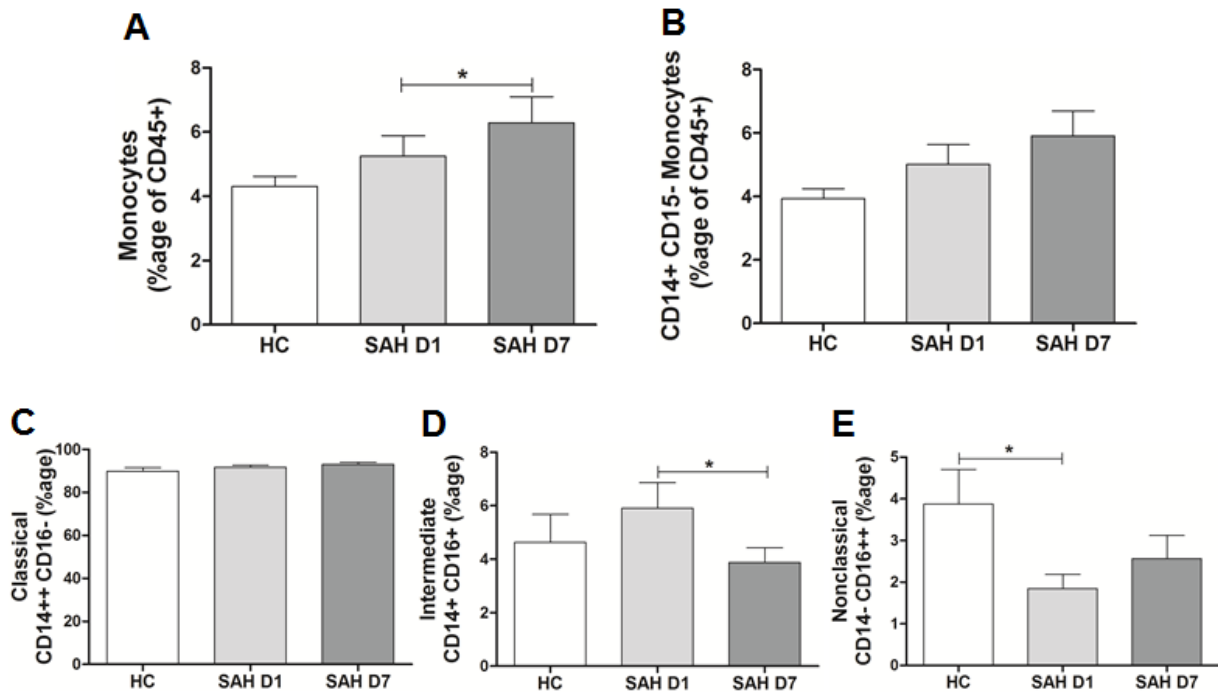 A
Monocytes
(%age of CD45+)
8
6
4
2
0
*
HC
SAH D1
SAH D7
B
CD14+ CD15- Monocytes
(%age of CD45+)
8
6
4
2
0
HC
SAH D1
SAH D7
C
Classical
CD14++ CD16- (%age)
100
80
60
40
20
0
HC
SAH D1
SAH D7
D
Intermediate
CD14+ CD16+ (%age)
8
6
4
2
0
*
HC
SAH D1
SAH D7
E
Nonclassical
CD14- CD16++ (%age)
5
4
3
2
1
0
*
HC
SAH D1
SAH D7